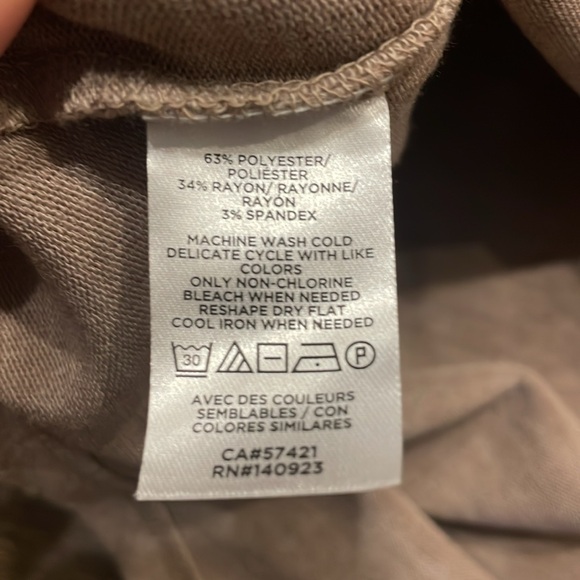 63% POLYESTER/
POLIÉSTER
34% RAYON/ RAYONNE/
RAYÓN
3% SPANDEX
MACHINE WASH COLD
DELICATE CYCLE WITH LIKE
COLORS
ONLY NON-CHLORINE
BLEACH WHEN NEEDED
RESHAPE DRY FLAT
COOL IRON WHEN NEEDED
30 P
AVEC DES COULEURS
SEMBLABLES / CON
COLORES SIMILARES
CA#57421
RN#140923